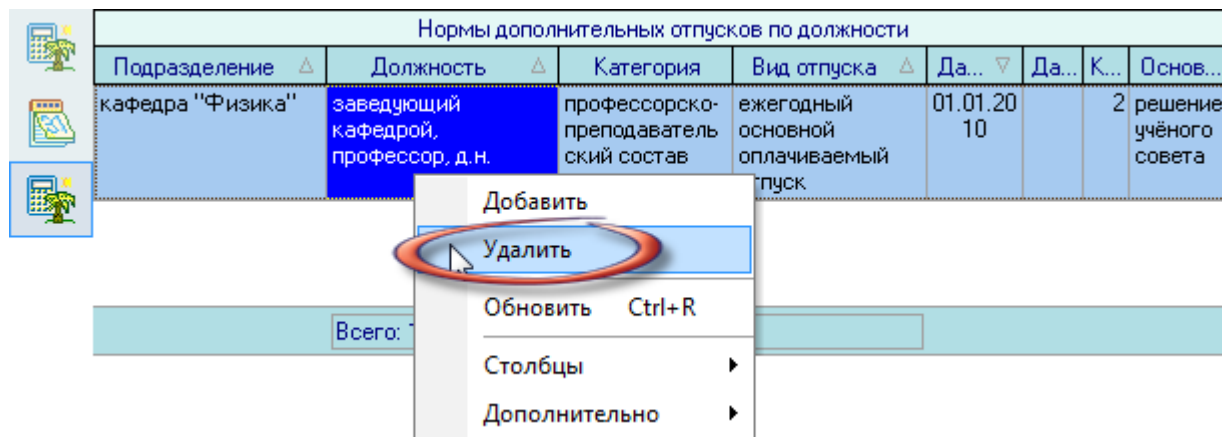 Нормы дополнительных отпусков по должности
Подразделение Должность Категория Вид отпуска Да... Да... К... Основ...
кафедра "Физика" заведующий профессорско- ежегодный 01.01.20 2 решение
кафедрой, преподаватель основной 10 учёного
профессор, д.н. ский состав оплачиваемый совета
Добавить
Удалить
Обновить Ctrl+R
Всего:
Столбцы
Дополнительно